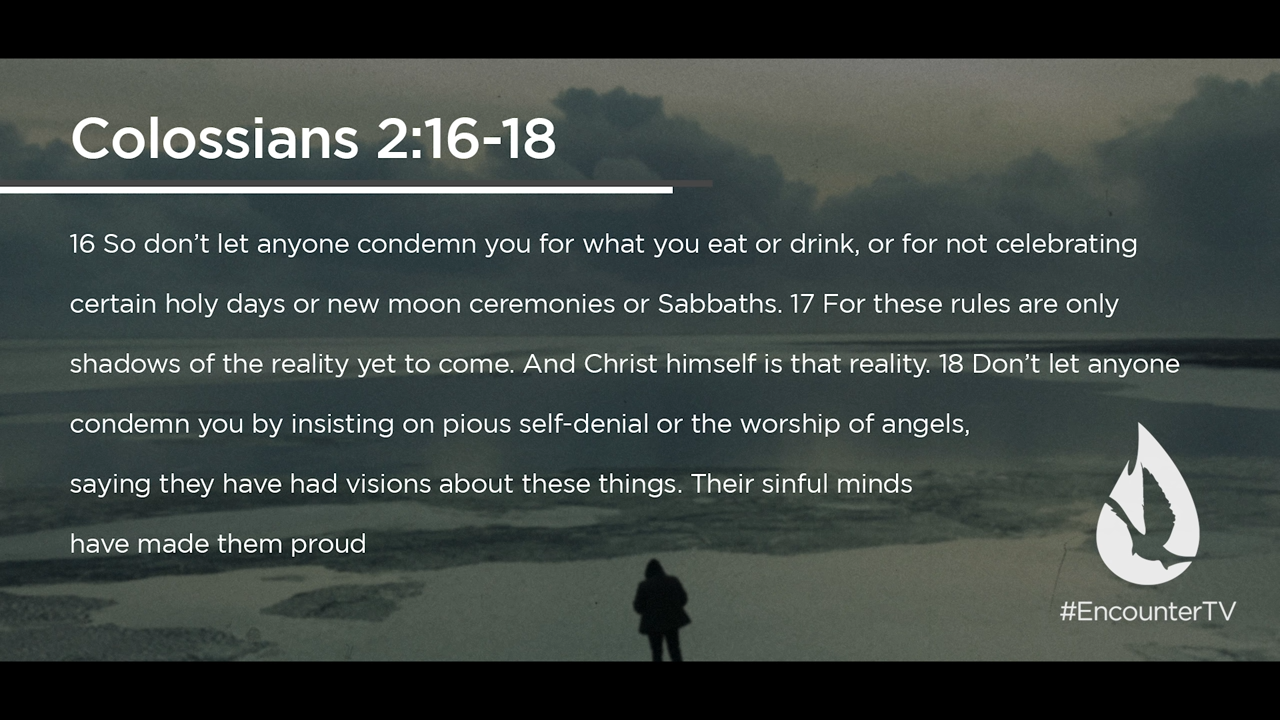 Colossians 2:16-18
16 So don’t let anyone condemn you for what you eat or drink, or for not celebrating
certain holy days or new moon ceremonies or Sabbaths. 17 For these rules are only
shadows of the reality yet to come. And Christ himself is that reality. 18 Don’t let anyone
condemn you by insisting on pious self-denial or the worship of angels,
saying they have had visions about these things. Their sinful minds
have made them proud
#EncounterTV